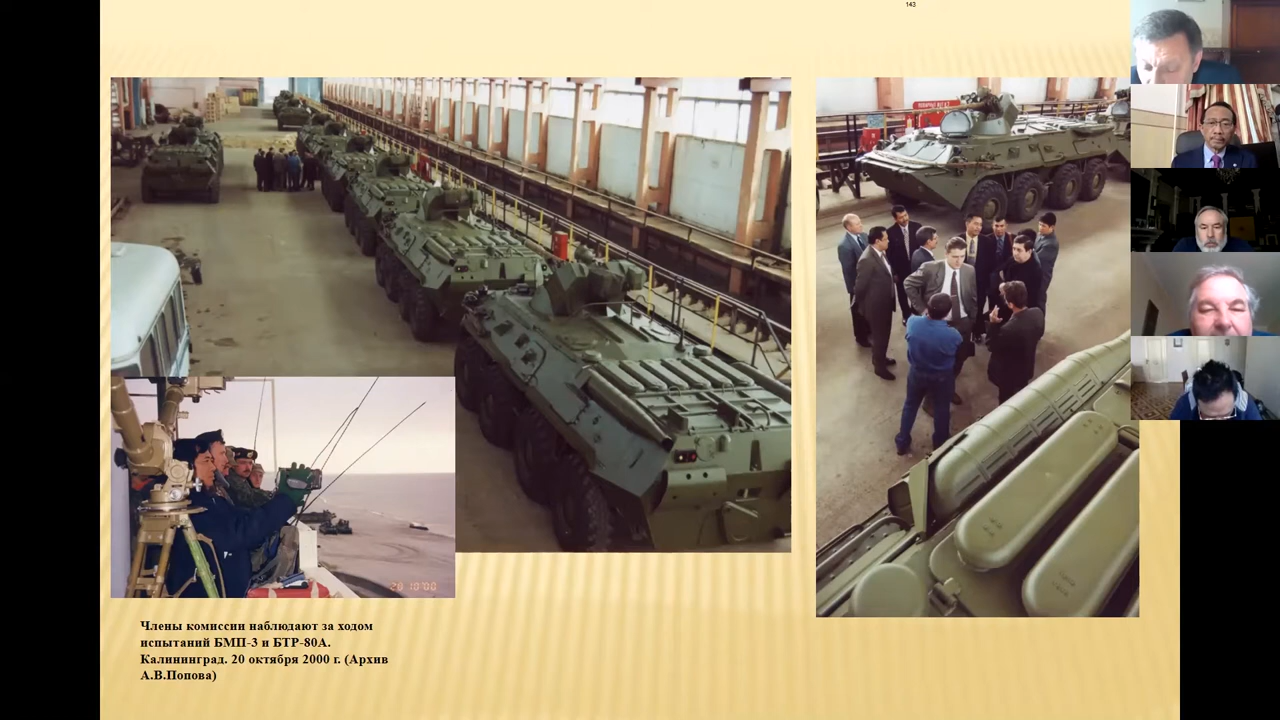 143
26 10'00
Члены комиссии наблюдают за ходом
испытаний БМП-3 и БТР-80А.
Калининград. 20 октября 2000 г. (Архив
А.В.Попова)